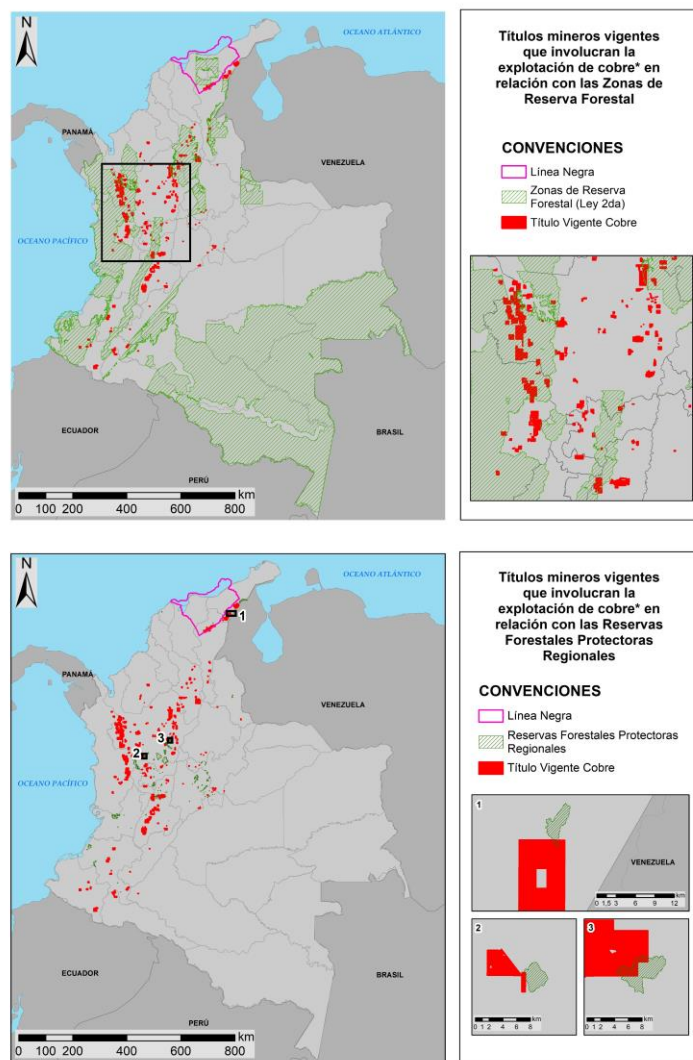 N
OCEANO ATLÁNTICO
PANAMÁ
VENEZUELA
OCEANO PACÍFICO
ECUADOR
BRASIL
PERÚ
km
0 100 200 400 600 800
Títulos mineros vigentes
que involucran la
explotación de cobre* en
relación con las Zonas de
Reserva Forestal
CONVENCIONES
Línea Negra
Zonas de Reserva
Forestal (Ley 2da)
Título Vigente Cobre
N
OCEANO ATLÁNTICO
1
PANAMÁ
VENEZUELA
3
2
OCEANO PACÍFICO
ECUADOR
BRASIL
PERÚ
km
0 100 200 400 600 800
Títulos mineros vigentes
que involucran la
explotación de cobre* en
relación con las Reservas
Forestales Protectoras
Regionales
CONVENCIONES
Línea Negra
Reservas Forestales Protectoras
Regionales
Título Vigente Cobre
1
VENEZUELA
km
0 1,5 3 6 9 12
2
km
0 1 2 4 6 8
3
km
0 1 2 4 6 8